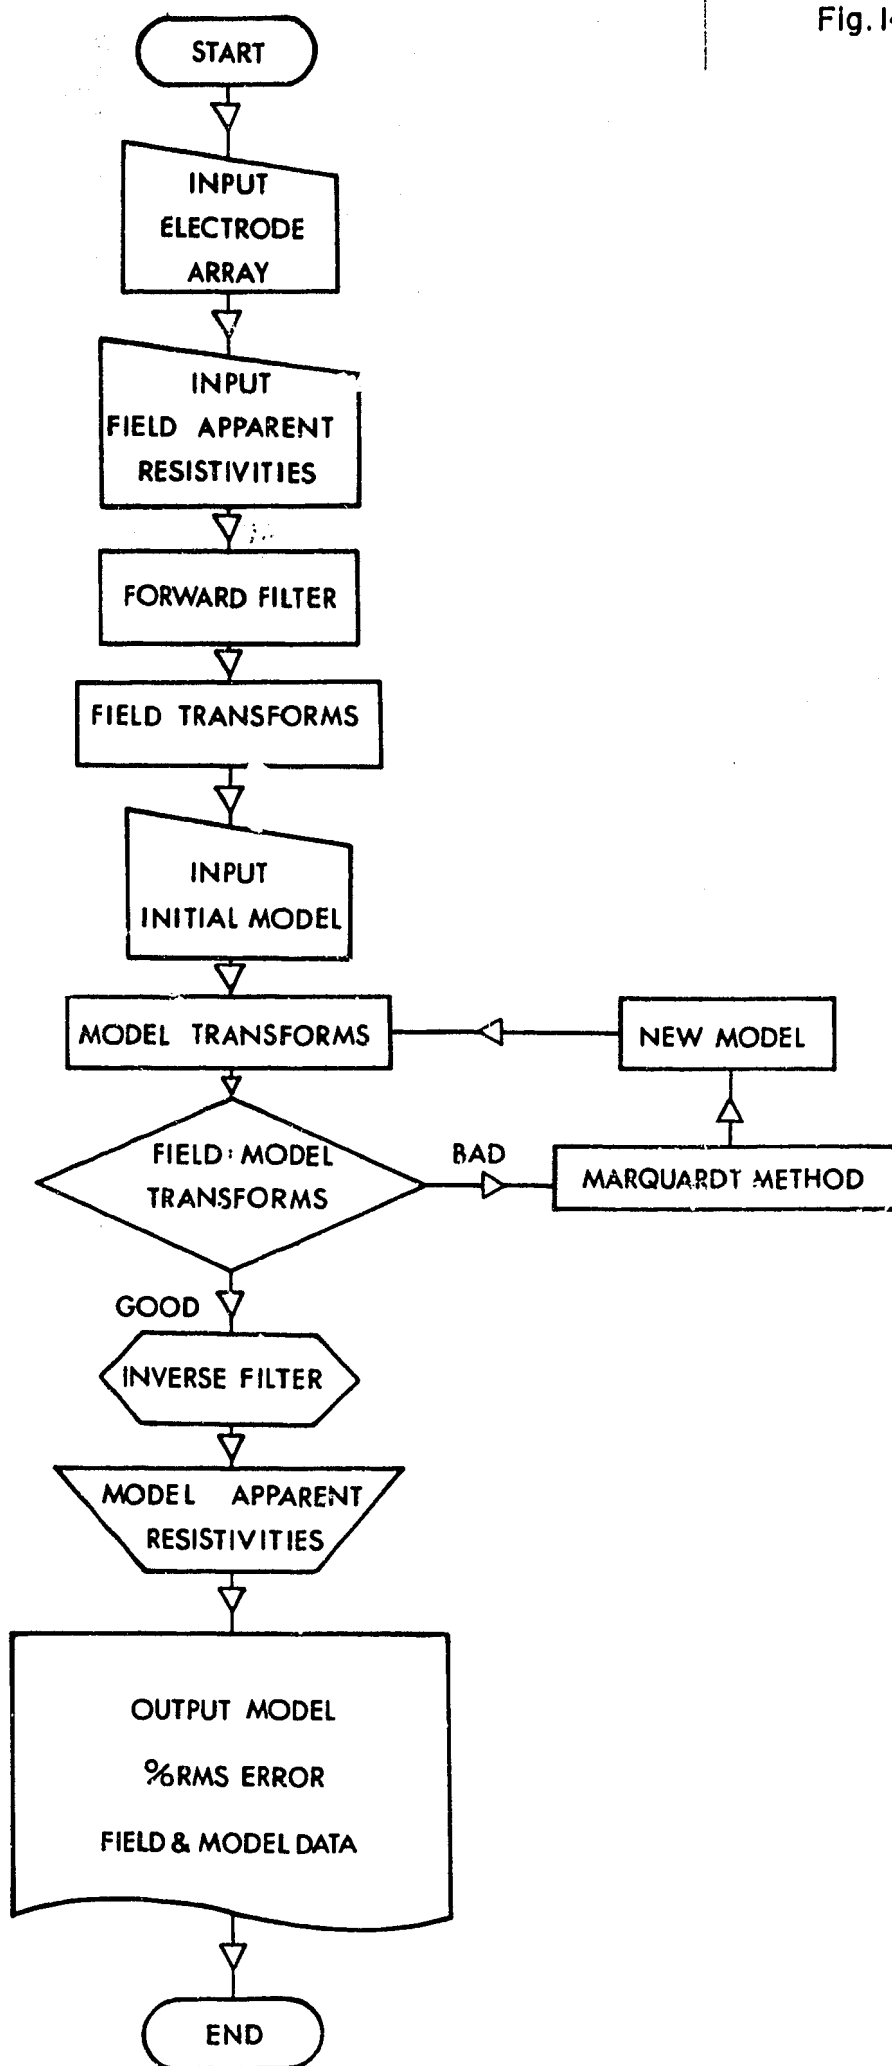 Fig.14
START
INPUT
ELECTRODE
ARRAY
INPUT
FIELD APPARENT
RESISTIVITIES
FORWARD FILTER
FIELD TRANSFORMS
INPUT
INITIAL MODEL
MODEL TRANSFORMS
NEW MODEL
FIELD : MODEL
TRANSFORMS
BAD
MARQUARDT METHOD
GOOD
INVERSE FILTER
MODEL APPARENT
RESISTIVITIES
OUTPUT MODEL
%RMS ERROR
FIELD & MODEL DATA
END